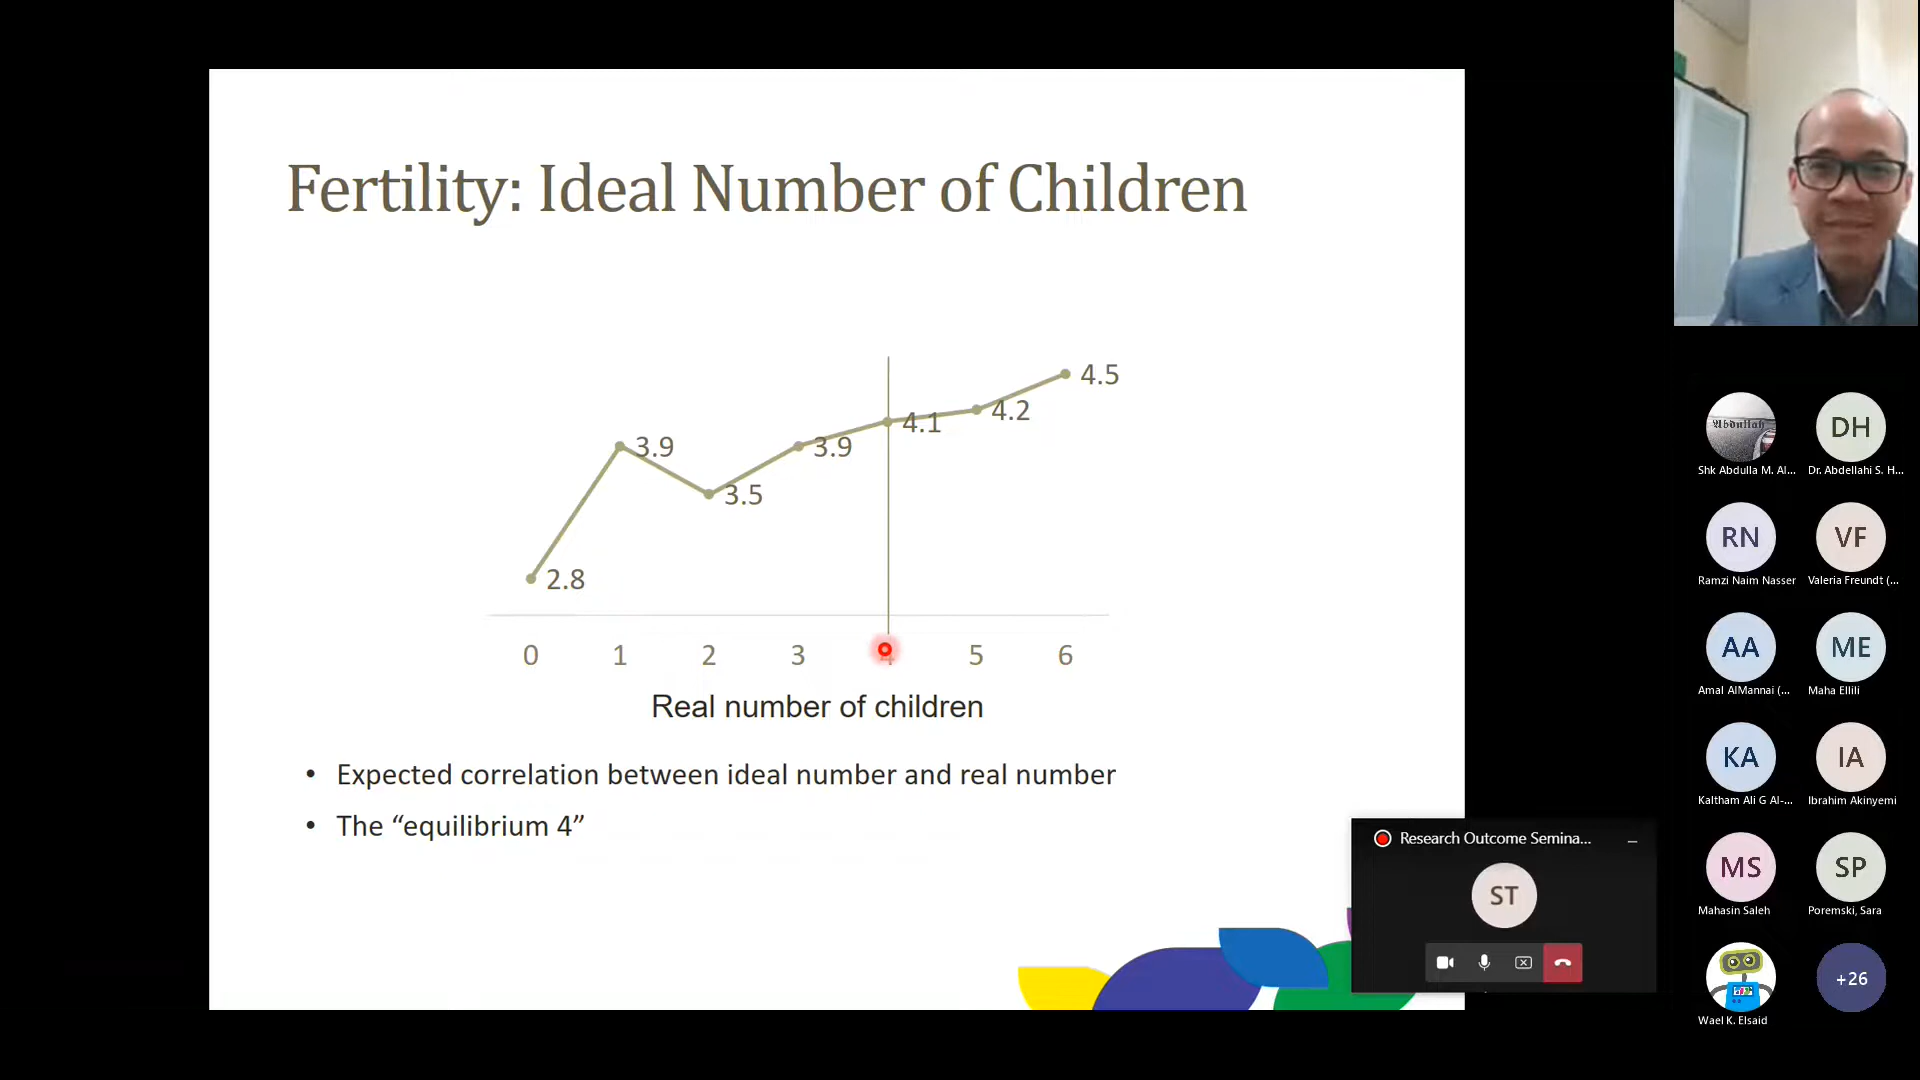 Fertility: Ideal Number of Children
4.5
4.2
4.1
3.9
3.9
3.5
2.8
0 1 2 3 4 5 6
Real number of children
• Expected correlation between ideal number and real number
• The “equilibrium 4”
Research Outcome Semina...
ST
Abdullah
Shk Abdulla M. Al...
DH
Dr. Abdellahi S. H...
RN
Ramzi Naim Nasser
VF
Valeria Freundt (...
AA
Amal AlMannai (...
ME
Maha Ellili
KA
Kaltham Ali G Al-...
IA
Ibrahim Akinyemi
MS
Mahasin Saleh
SP
Poremski, Sara
Wael K. Elsaid
+26